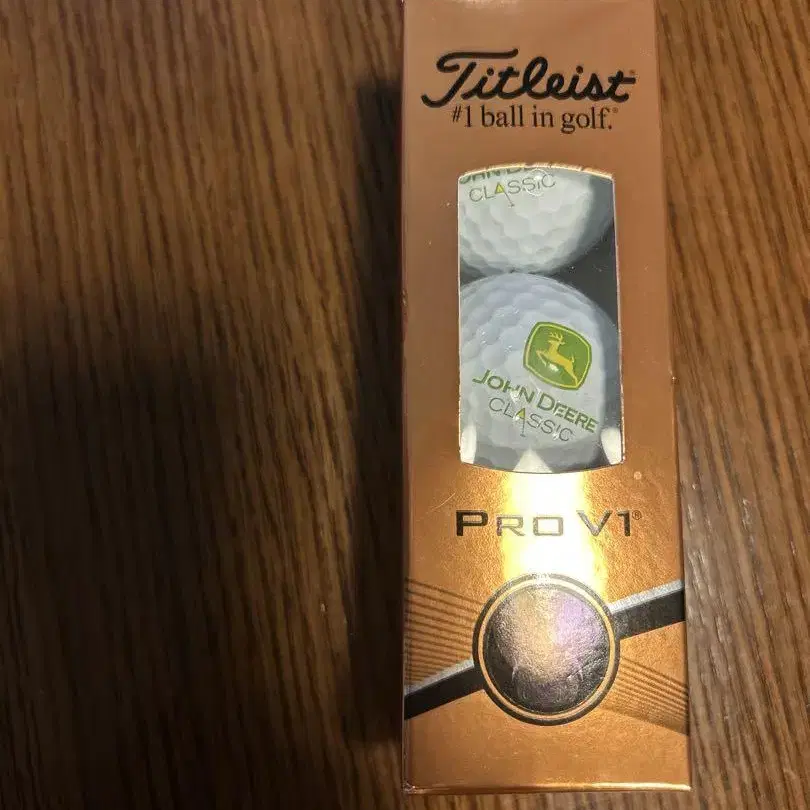 Titleist®
#1 ball in golf.®
CLASSIC
JOHN DEERE
CLASSIC
PRO V1®